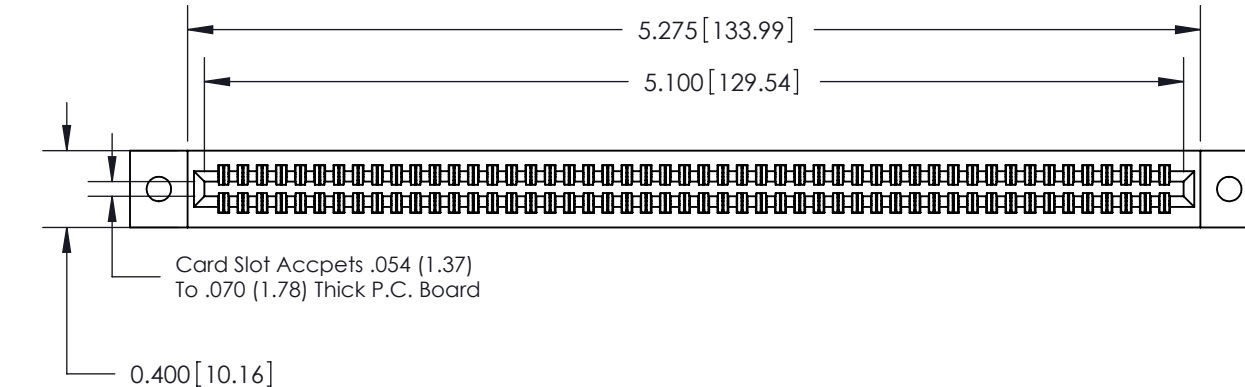 5.275[133.99]
5.100[129.54]
Card Slot Accpets .054 (1.37)
To .070 (1.78) Thick P.C. Board
0.400[10.16]